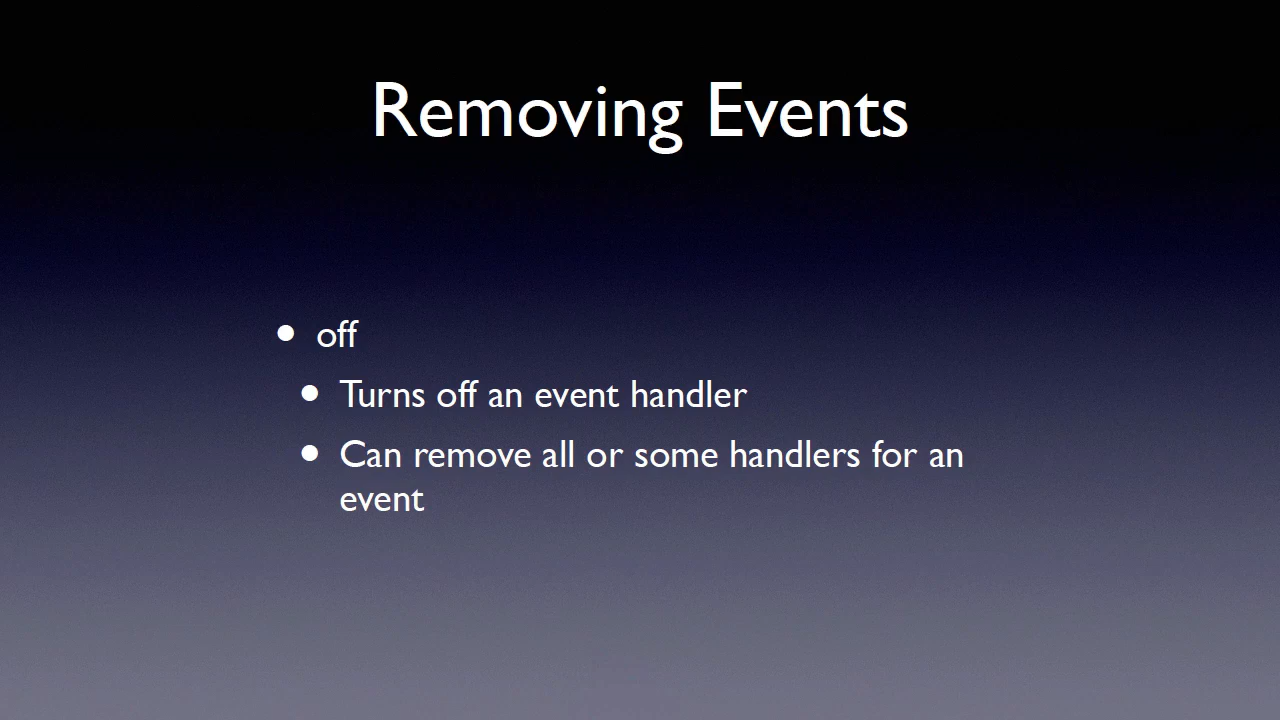 Removing Events
• off
• Turns off an event handler
• Can remove all or some handlers for an
event